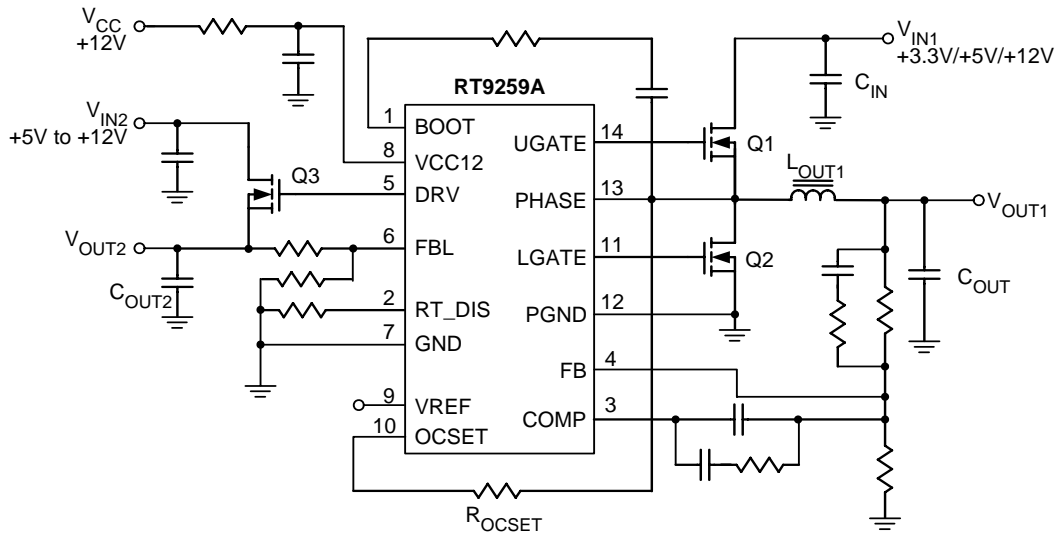 VCC
+12V
VIN1
+3.3V/+5V/+12V
CIN
RT9259A
VIN2
+5V to +12V
1
BOOT
UGATE
14
Q1
8
VCC12
Q3
5
DRV
PHASE
13
LOUT1
VOUT1
VOUT2
6
FBL
LGATE
11
Q2
COUT2
COUT
2
RT_DIS
PGND
12
7
GND
FB
4
9
VREF
COMP
3
10
OCSET
ROCSET